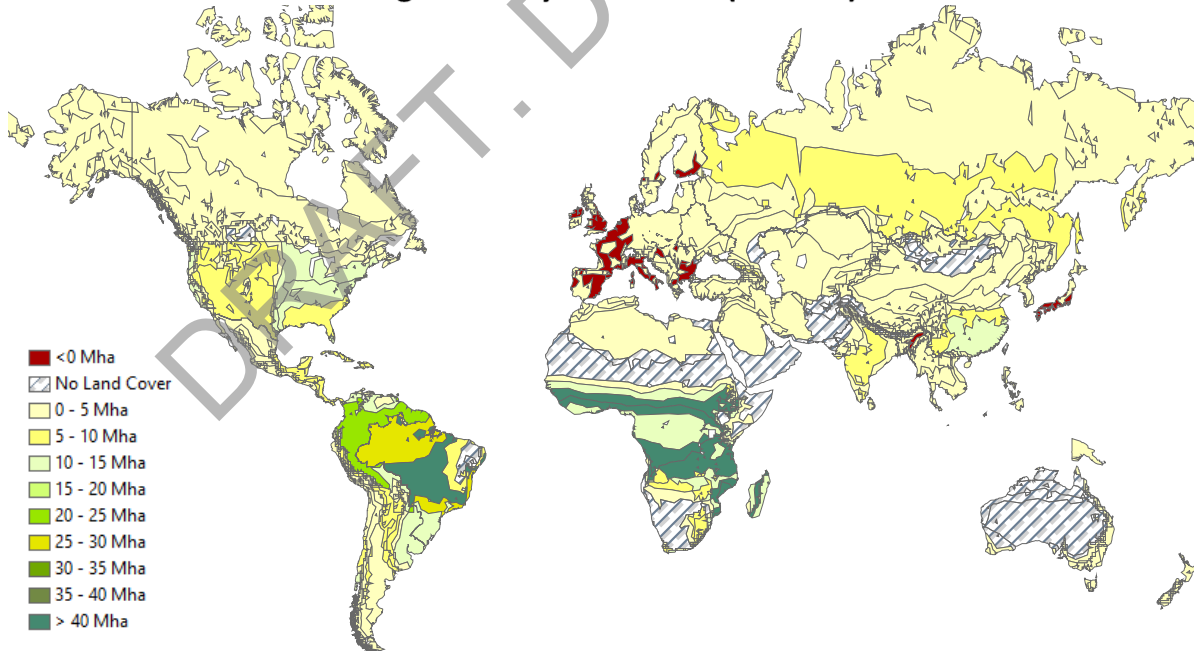 DRAFT. D
<0 Mha
No Land Cover
0 - 5 Mha
5 - 10 Mha
10 - 15 Mha
15 - 20 Mha
20 - 25 Mha
25 - 30 Mha
30 - 35 Mha
35 - 40 Mha
> 40 Mha